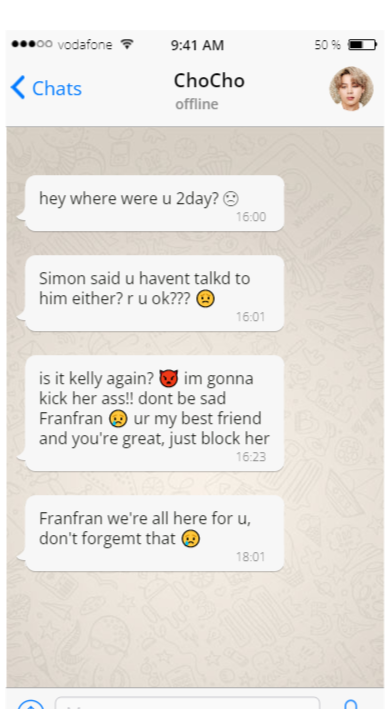 vodafone 9:41 AM 50 %
Chats
ChoCho
offline
hey where were u 2day? ☹
16:00
Simon said u havent talkd to
him either? r u ok??? 😟
16:01
is it kelly again? 👿 im gonna
kick her ass!! dont be sad
Franfran 😢 ur my best friend
and you're great, just block her
16:23
Franfran we're all here for u,
don't forgemt that 😢
18:01